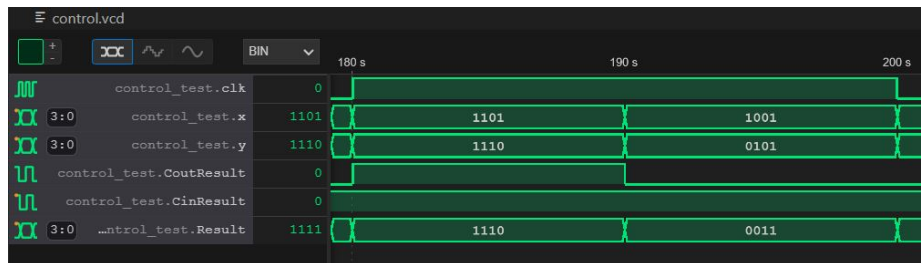 control.vcd
+
-
BIN
180 s 190 s 200 s
control_test.clk 0
3:0 control_test.x 1101 1101 1001
3:0 control_test.y 1110 1110 0101
control_test.CoutResult 0
control_test.CinResult 0
3:0 …ntrol_test.Result 1111 1110 0011